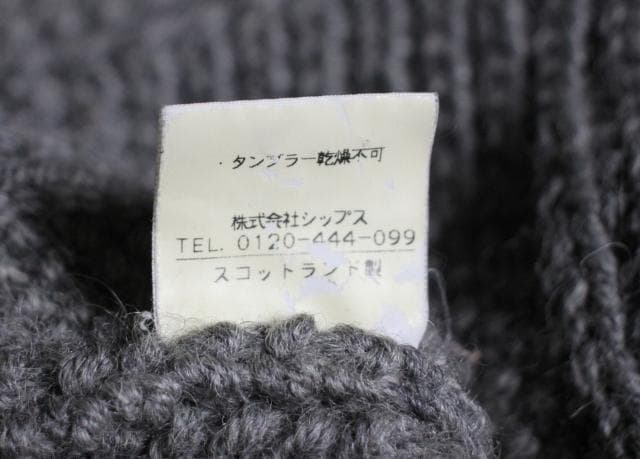 ・タンブラー乾燥不可
株式会社シップス
TEL. 0120-444-099
スコットランド製